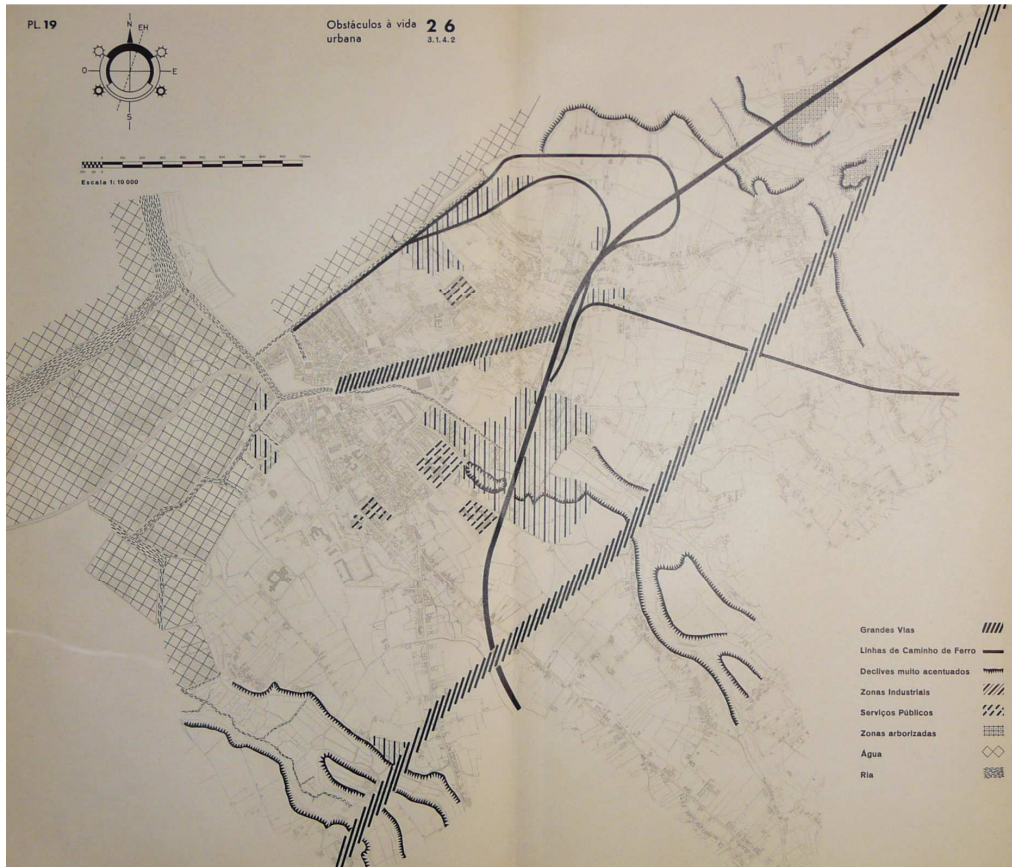 PL. 19
N
EH
O
E
S
Escala 1: 10 000
Obstáculos à vida
urbana
2 6
3.1.4.2
Grandes Vias
Linhas de Caminho de Ferro
Declives muito acentuados
Zonas Industriais
Serviços Públicos
Zonas arborizadas
Água
Ria